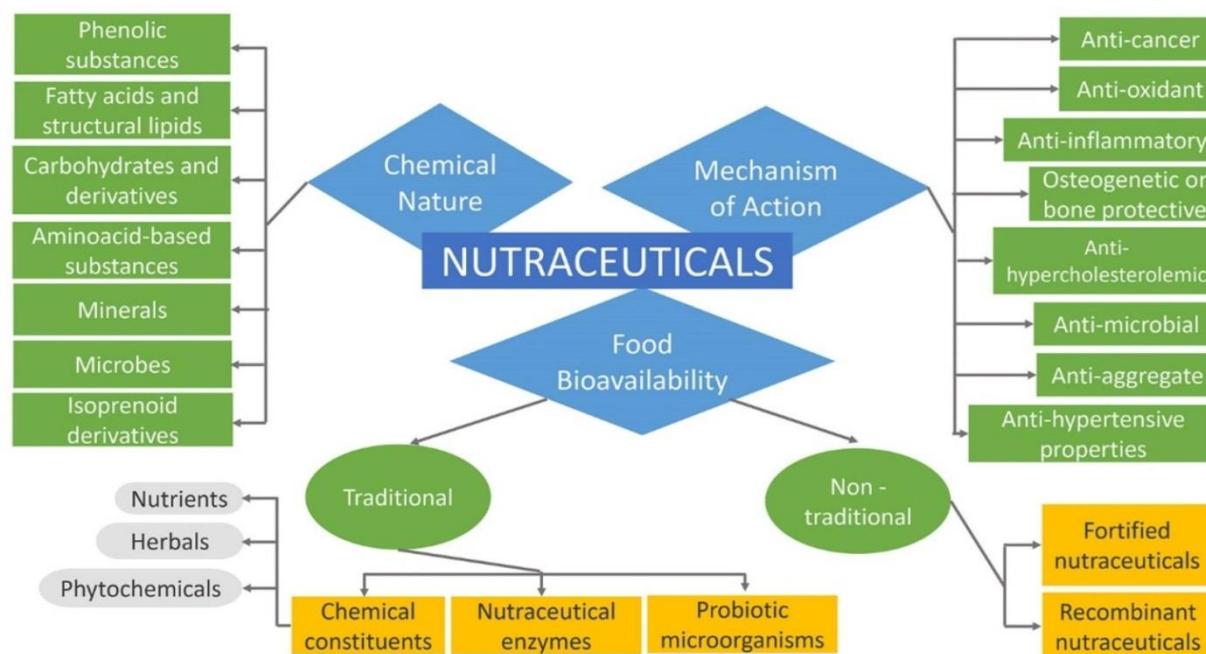 Phenolic
substances
Fatty acids and
structural lipids
Carbohydrates and
derivatives
Aminoacid-based
substances
Minerals
Microbes
Isoprenoid
derivatives
Chemical
Nature
Mechanism
of Action
NUTRACEUTICALS
Food
Bioavailability
Anti-cancer
Anti-oxidant
Anti-inflammatory
Osteogenetic or
bone protective
Anti-
hypercholesterolemic
Anti-microbial
Anti-aggregate
Anti-hypertensive
properties
Traditional
Non -
traditional
Nutrients
Herbals
Phytochemicals
Chemical
constituents
Nutraceutical
enzymes
Probiotic
microorganisms
Fortified
nutraceuticals
Recombinant
nutraceuticals